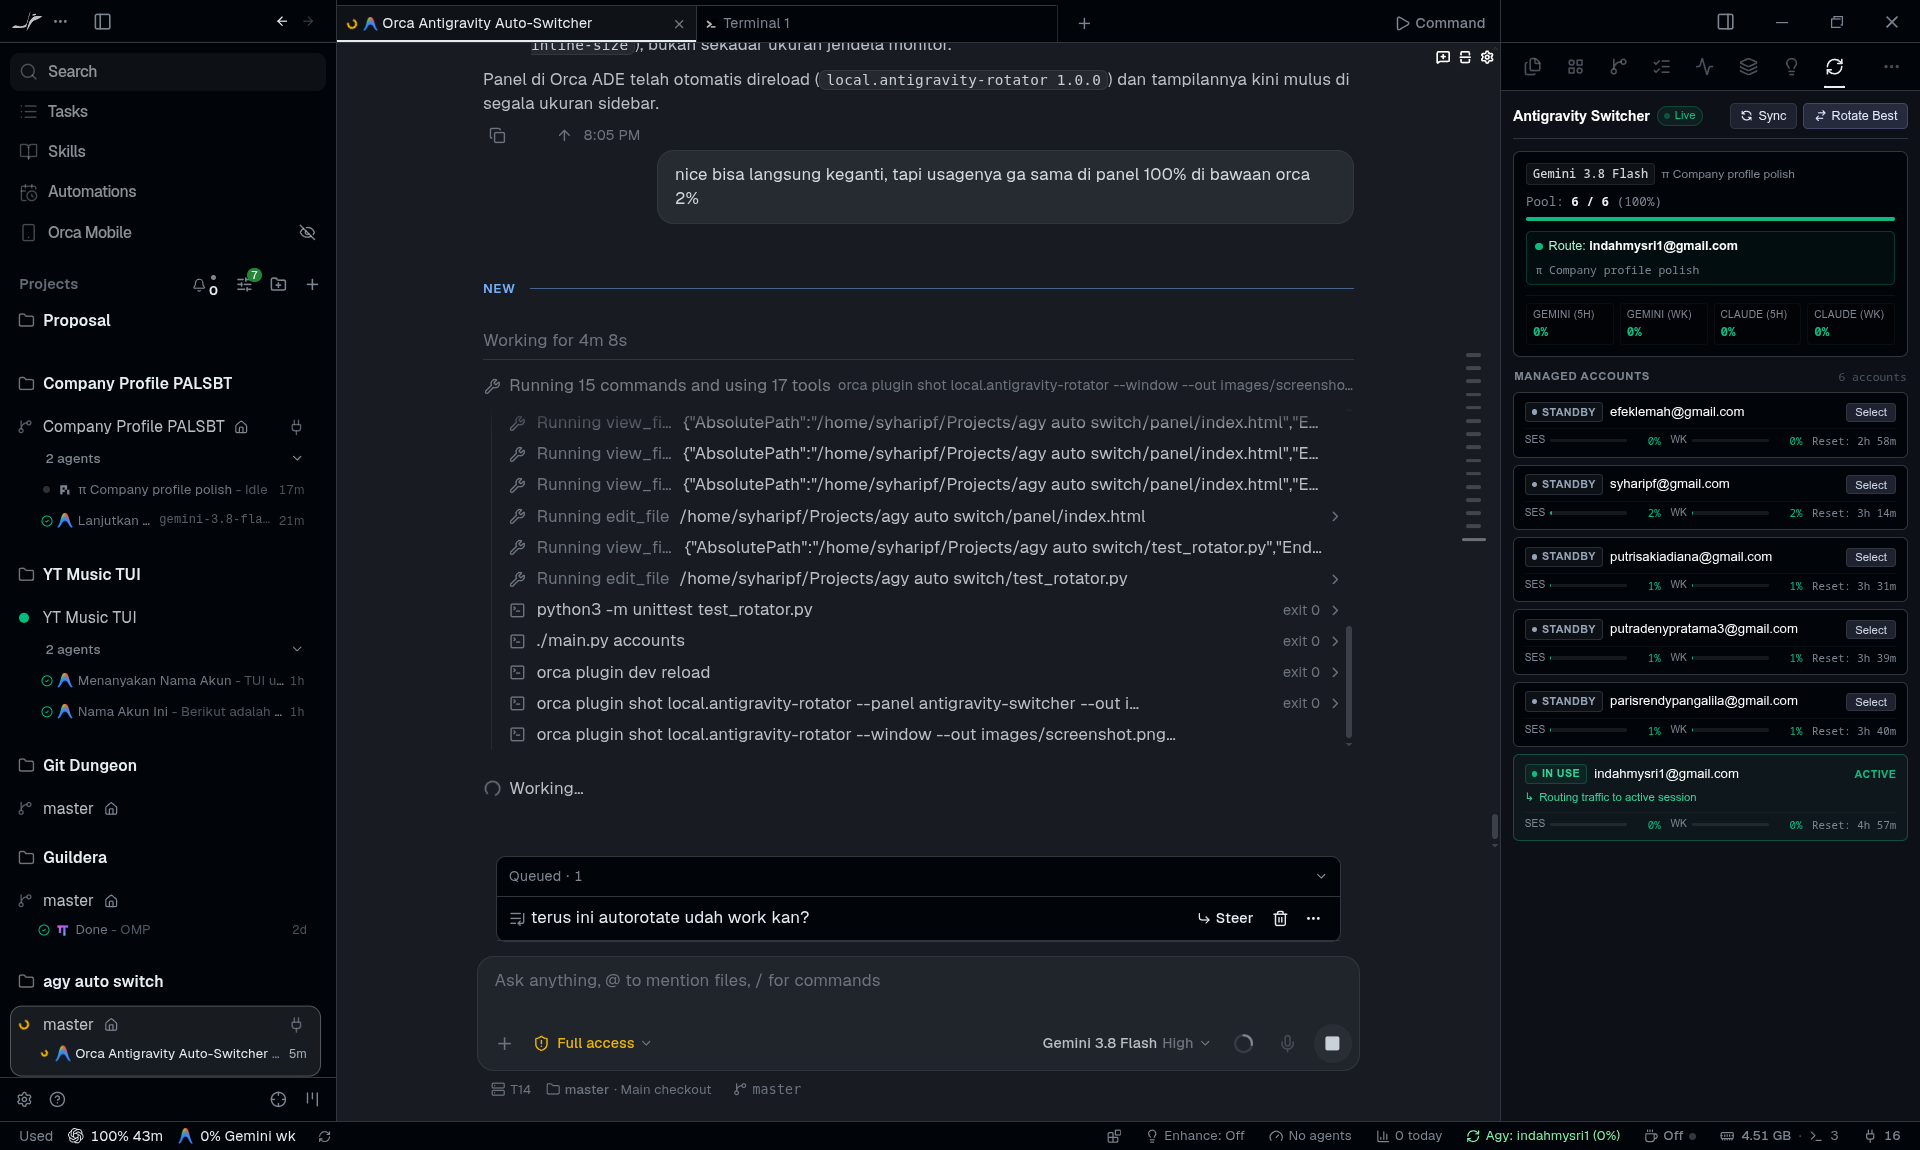 Search
Tasks
Skills
Automations
Orca Mobile
Projects
0
7
Proposal
Company Profile PALSBT
Company Profile PALSBT
2 agents
π Company profile polish - Idle 17m
Lanjutkan ... gemini-3.8-fla... 21m
YT Music TUI
YT Music TUI
2 agents
Menanyakan Nama Akun - TUI u... 1h
Nama Akun Ini - Berikut adalah ... 1h
Git Dungeon
master
Guildera
master
Done - OMP 2d
agy auto switch
master
Orca Antigravity Auto-Switcher ... 5m
Orca Antigravity Auto-Switcher
Terminal 1
Command
inline-size ), bukan sekadar ukuran jendela monitor.
Panel di Orca ADE telah otomatis direload ( local.antigravity-rotator 1.0.0 ) dan tampilannya kini mulus di
segala ukuran sidebar.
8:05 PM
nice bisa langsung keganti, tapi usagenya ga sama di panel 100% di bawaan orca
2%
NEW
Working for 4m 8s
Running 15 commands and using 17 tools orca plugin shot local.antigravity-rotator --window --out images/screensho...
Running view_fi... {"AbsolutePath":"/home/syharipf/Projects/agy auto switch/panel/index.html","E...
Running view_fi... {"AbsolutePath":"/home/syharipf/Projects/agy auto switch/panel/index.html","E...
Running view_fi... {"AbsolutePath":"/home/syharipf/Projects/agy auto switch/panel/index.html","E...
Running edit_file /home/syharipf/Projects/agy auto switch/panel/index.html
Running view_fi... {"AbsolutePath":"/home/syharipf/Projects/agy auto switch/test_rotator.py","End...
Running edit_file /home/syharipf/Projects/agy auto switch/test_rotator.py
python3 -m unittest test_rotator.py exit 0
./main.py accounts exit 0
orca plugin dev reload exit 0
orca plugin shot local.antigravity-rotator --panel antigravity-switcher --out i... exit 0
orca plugin shot local.antigravity-rotator --window --out images/screenshot.png...
Working...
Queued · 1
terus ini autorotate udah work kan? Steer
Ask anything, @ to mention files, / for commands
Full access
Gemini 3.8 Flash High
T14 master · Main checkout master
Antigravity Switcher Live Sync Rotate Best
Gemini 3.8 Flash π Company profile polish
Pool: 6 / 6 (100%)
Route: indahmysri1@gmail.com
π Company profile polish
GEMINI (5H) GEMINI (WK) CLAUDE (5H) CLAUDE (WK)
0% 0% 0% 0%
MANAGED ACCOUNTS 6 accounts
STANDBY efeklemah@gmail.com Select
SES 0% WK 0% Reset: 2h 58m
STANDBY syharipf@gmail.com Select
SES 2% WK 2% Reset: 3h 14m
STANDBY putrisakiadiana@gmail.com Select
SES 1% WK 1% Reset: 3h 31m
STANDBY putradenypratama3@gmail.com Select
SES 1% WK 1% Reset: 3h 39m
STANDBY parisrendypangalila@gmail.com Select
SES 1% WK 1% Reset: 3h 40m
IN USE indahmysri1@gmail.com ACTIVE
↳ Routing traffic to active session
SES 0% WK 0% Reset: 4h 57m
Used 100% 43m 0% Gemini wk
Enhance: Off No agents 0 today Agy: indahmysri1 (0%) Off 4.51 GB · 3 16